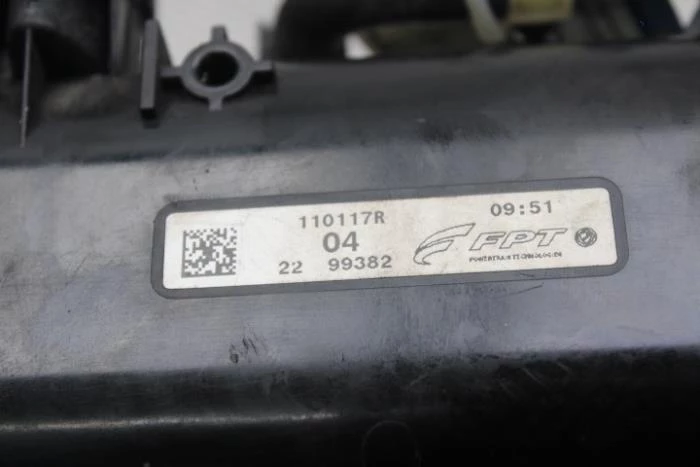 110117R 09:51
04
FPT
22 99382
POWERTRAIN TECHNOLOGIES